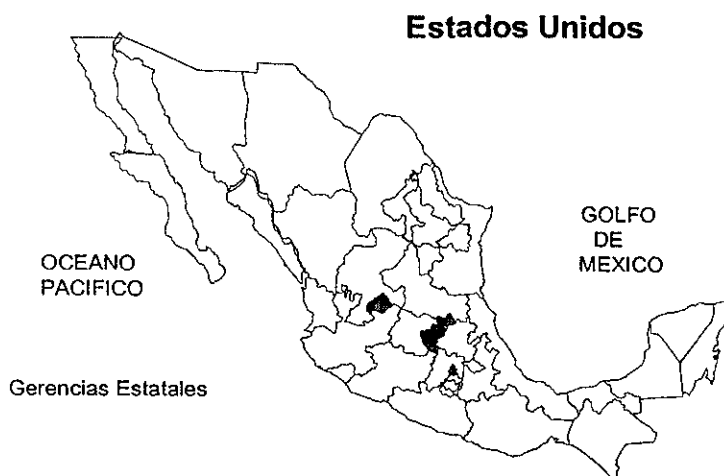 Estados Unidos
GOLFO
DE
MEXICO
OCEANO
PACIFICO
Gerencias Estatales